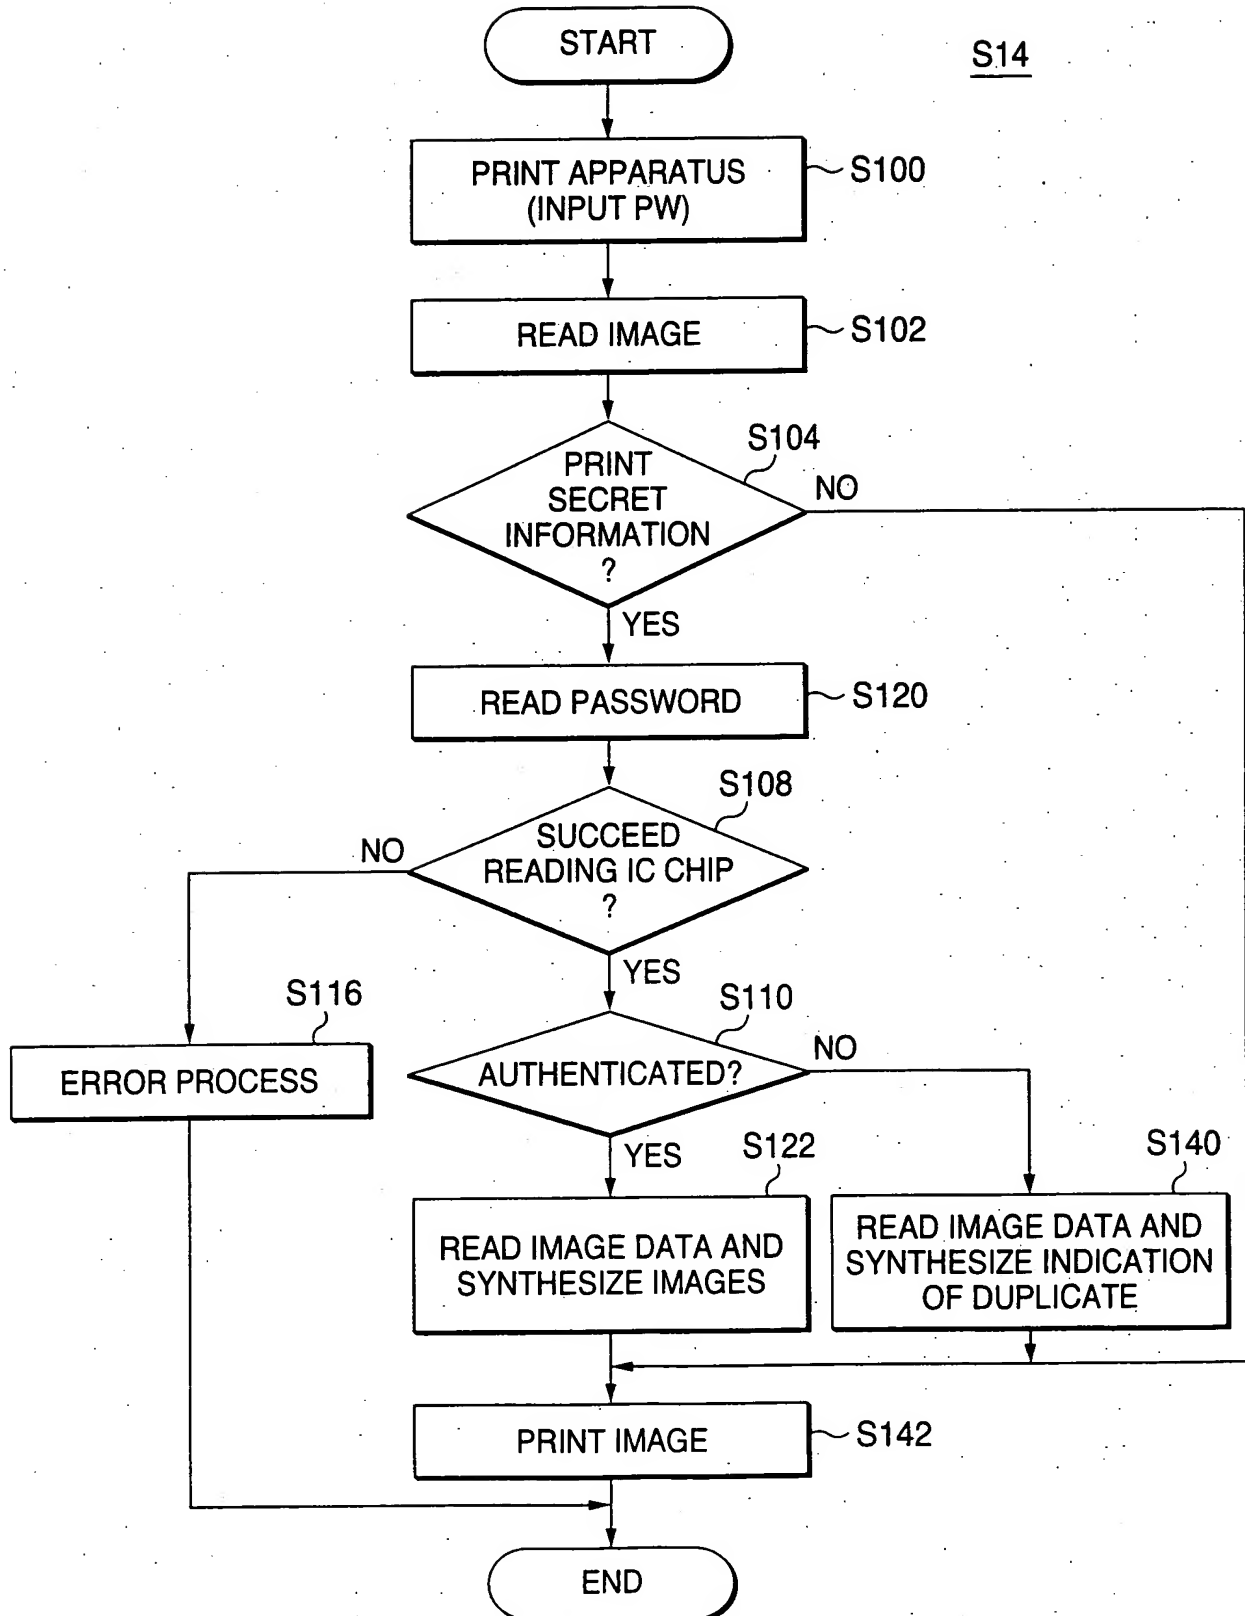 START
S14
PRINT APPARATUS
(INPUT PW)
S100
READ IMAGE
S102
S104
PRINT
SECRET
INFORMATION
?
NO
YES
READ PASSWORD
S120
S108
SUCCEED
READING IC CHIP
?
NO
YES
S116
ERROR PROCESS
S110
AUTHENTICATED?
NO
YES
S122
READ IMAGE DATA AND
SYNTHESIZE IMAGES
S140
READ IMAGE DATA AND
SYNTHESIZE INDICATION
OF DUPLICATE
PRINT IMAGE
S142
END